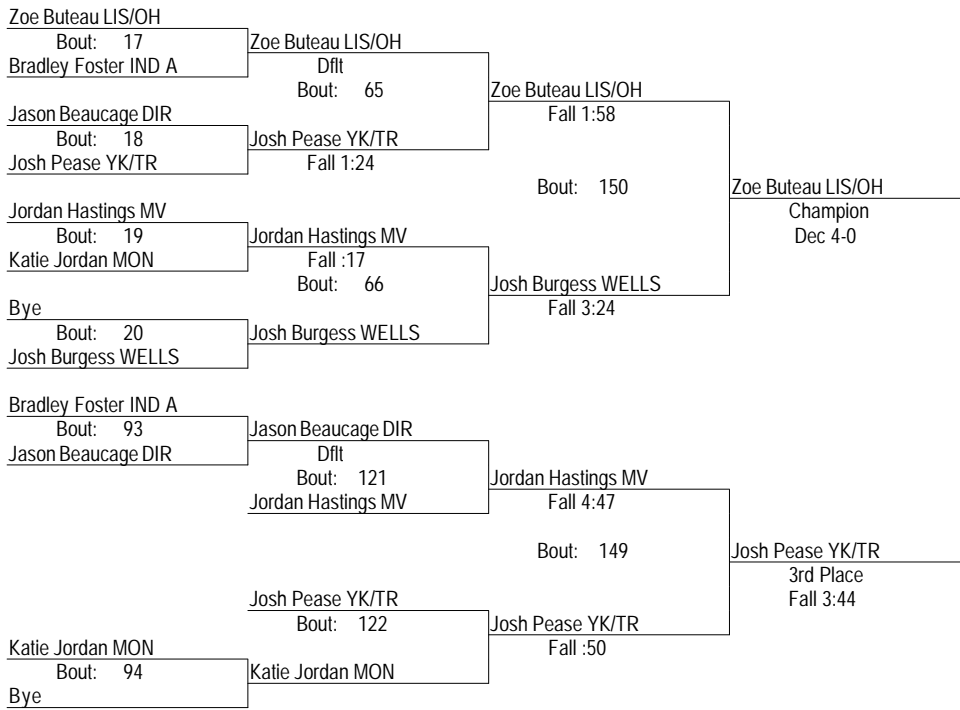 Zoe Buteau LIS/OH
Bout: 17
Bradley Foster IND A
Zoe Buteau LIS/OH
Dflt
Bout: 65
Jason Beaucage DIR
Bout: 18
Josh Pease YK/TR
Josh Pease YK/TR
Fall 1:24
Zoe Buteau LIS/OH
Fall 1:58
Jordan Hastings MV
Bout: 19
Katie Jordan MON
Jordan Hastings MV
Fall :17
Bout: 66
Bye
Bout: 20
Josh Burgess WELLS
Josh Burgess WELLS
Josh Burgess WELLS
Fall 3:24
Bout: 150
Zoe Buteau LIS/OH
Champion
Dec 4-0
Bradley Foster IND A
Bout: 93
Jason Beaucage DIR
Jason Beaucage DIR
Dflt
Bout: 121
Jordan Hastings MV
Jordan Hastings MV
Fall 4:47
Bout: 149
Josh Pease YK/TR
3rd Place
Fall 3:44
Josh Pease YK/TR
Bout: 122
Josh Pease YK/TR
Fall :50
Katie Jordan MON
Bout: 94
Bye
Katie Jordan MON